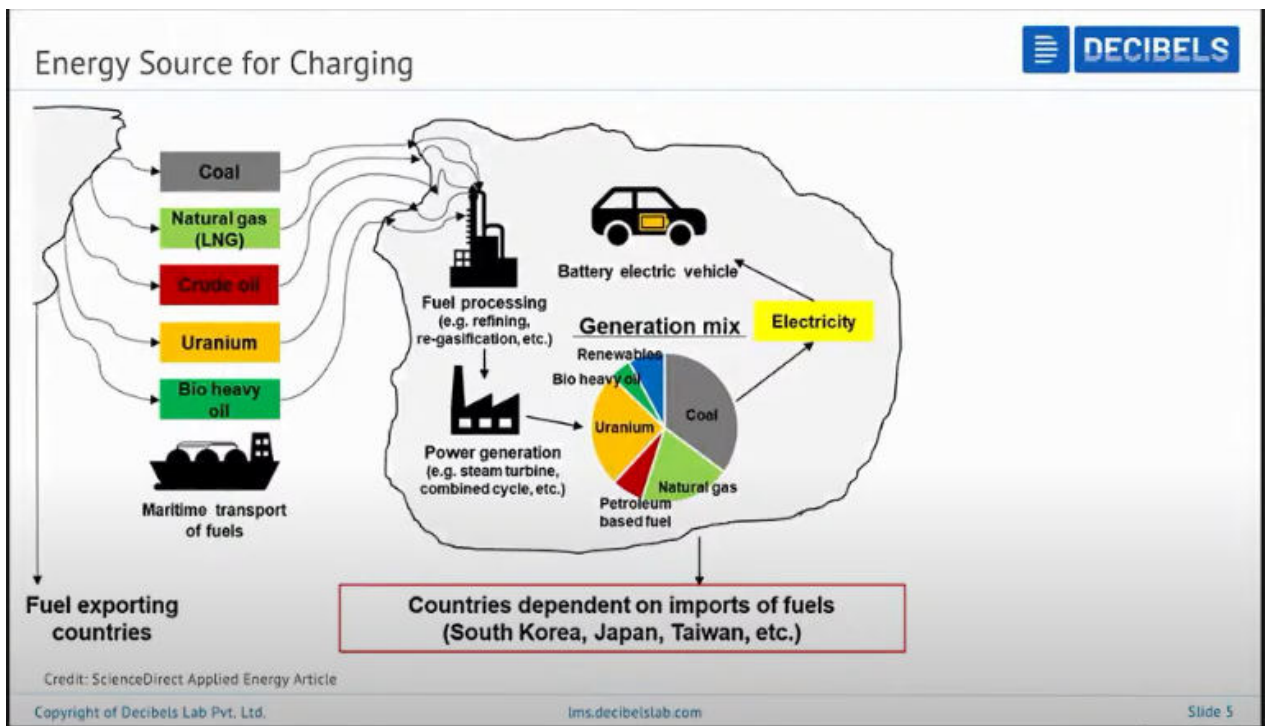 Energy Source for Charging
DECIBELS
Coal
Natural gas
(LNG)
Crude oil
Uranium
Bio heavy
oil
Maritime transport
of fuels
Fuel exporting
countries
Fuel processing
(e.g. refining,
re-gasification, etc.)
Power generation
(e.g. steam turbine,
combined cycle, etc.)
Battery electric vehicle
Electricity
Generation mix
Renewables
Bio heavy oil
Uranium
Coal
Natural gas
Petroleum
based fuel
Countries dependent on imports of fuels
(South Korea, Japan, Taiwan, etc.)
Credit: ScienceDirect Applied Energy Article
Copyright of Decibels Lab Pvt. Ltd.
lms.decibelslab.com
Slide 5